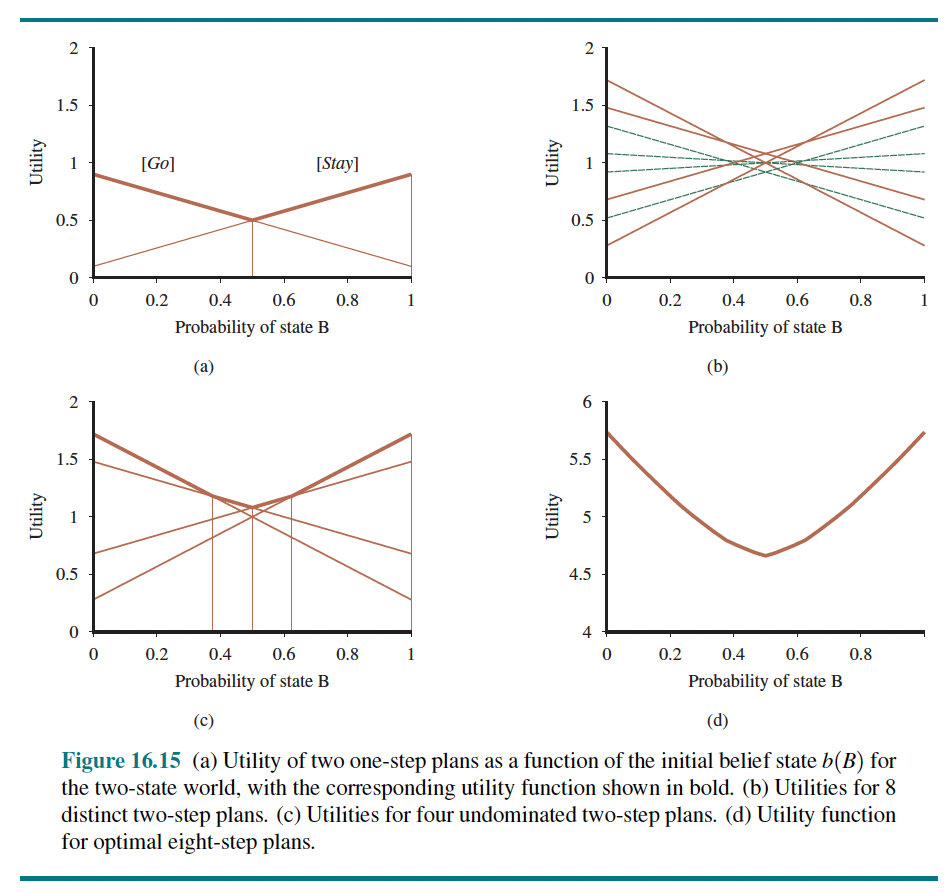 2
1.5
1
0.5
0
Utility
[Go]
[Stay]
0 0.2 0.4 0.6 0.8 1
Probability of state B
(a)
2
1.5
1
0.5
0
Utility
0 0.2 0.4 0.6 0.8 1
Probability of state B
(b)
2
1.5
1
0.5
0
Utility
0 0.2 0.4 0.6 0.8 1
Probability of state B
(c)
6
5.5
5
4.5
4
Utility
0 0.2 0.4 0.6 0.8
Probability of state B
(d)
Figure 16.15 (a) Utility of two one-step plans as a function of the initial belief state b(B) for
the two-state world, with the corresponding utility function shown in bold. (b) Utilities for 8
distinct two-step plans. (c) Utilities for four undominated two-step plans. (d) Utility function
for optimal eight-step plans.